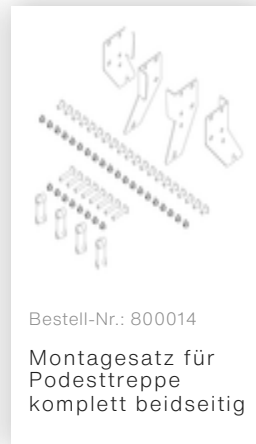 Bestell-Nr.: 800014
Montagesatz für
Podesttreppe
komplett beidseitig